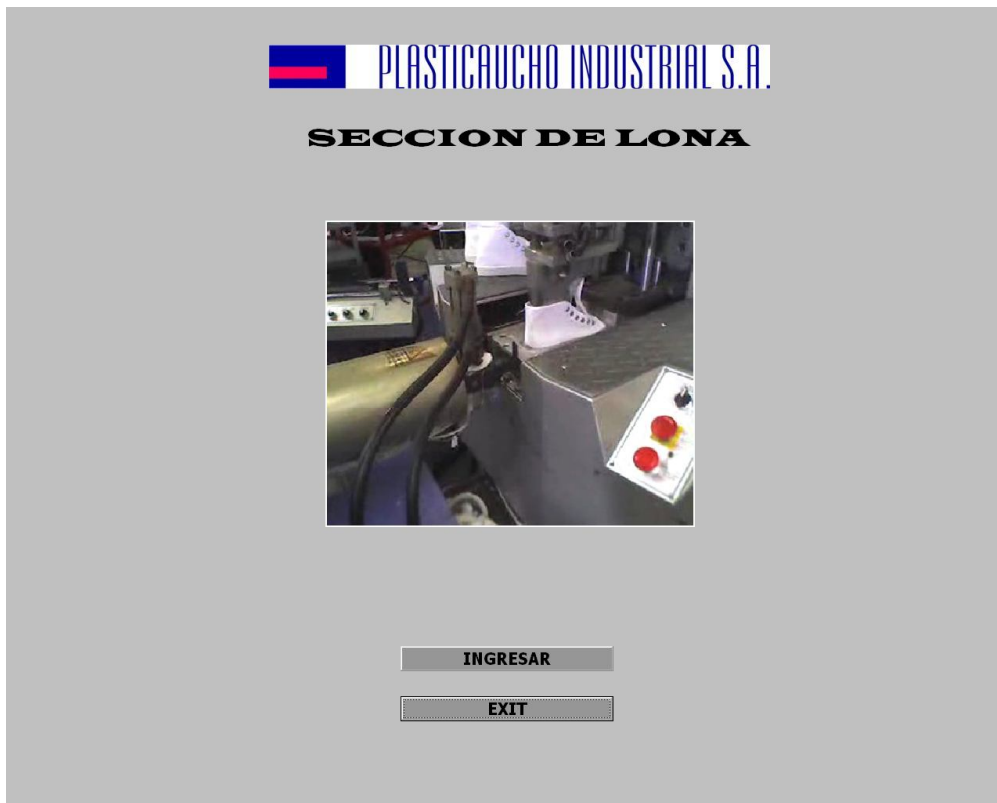 PLASTICAUCHO INDUSTRIAL S.A.
SECCION DE LONA
INGRESAR
EXIT